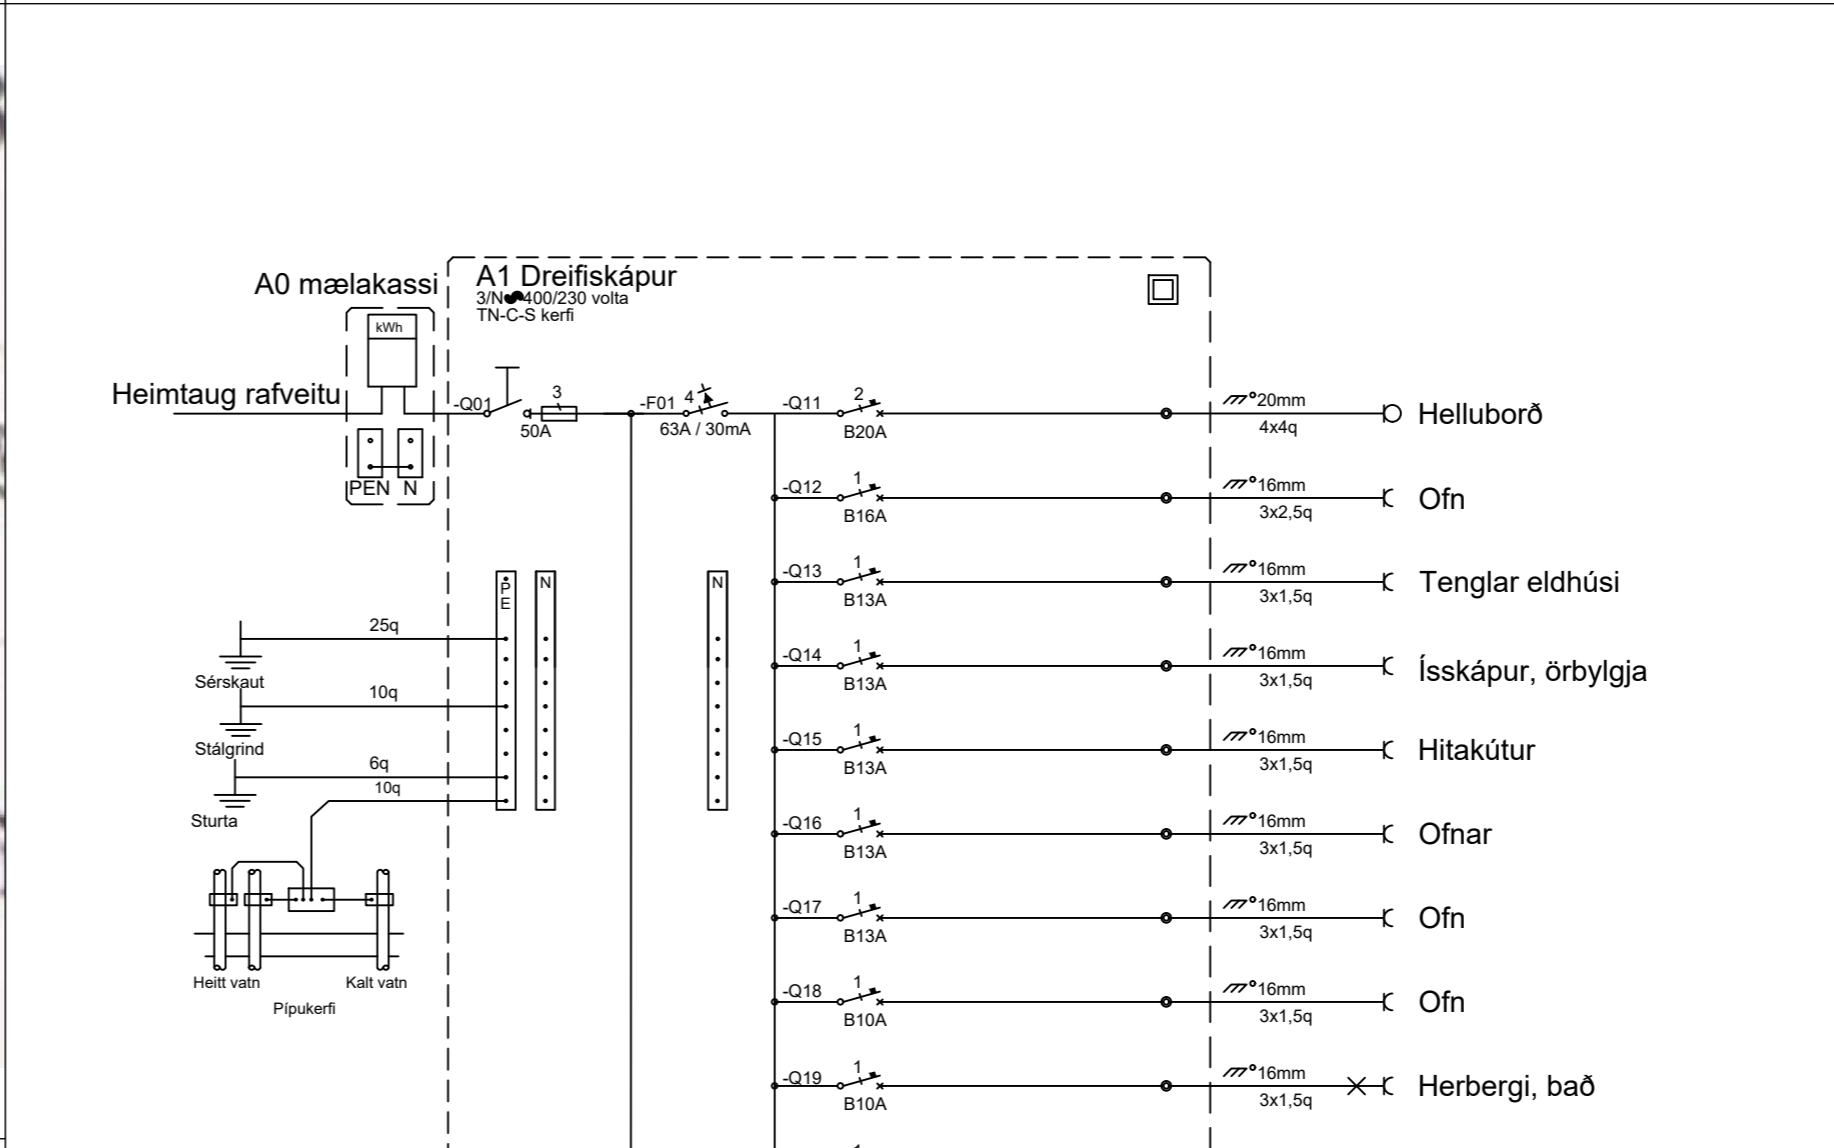 A0 mælakassi
kWh
Heimtaug rafveitu
PEN N
A1 Dreifiskápur
3/N 400/230 volta
TN-C-S kerfi
-Q01
3
50A
-F01
4
63A / 30mA
-Q11
2
B20A
20mm
4x4q
Helluborð
-Q12
1
B16A
16mm
3x2,5q
Ofn
-Q13
1
B13A
16mm
3x1,5q
Tenglar eldhúsi
-Q14
1
B13A
16mm
3x1,5q
Ísskápur, örbylgja
-Q15
1
B13A
16mm
3x1,5q
Hitakútur
-Q16
1
B13A
16mm
3x1,5q
Ofnar
-Q17
1
B13A
16mm
3x1,5q
Ofn
-Q18
1
B10A
16mm
3x1,5q
Ofn
-Q19
1
B10A
16mm
3x1,5q
Herbergi, bað
PE
N
N
25q
Sérskaut
10q
Stálgrind
6q
10q
Sturta
Heitt vatn
Kalt vatn
Pípukerfi